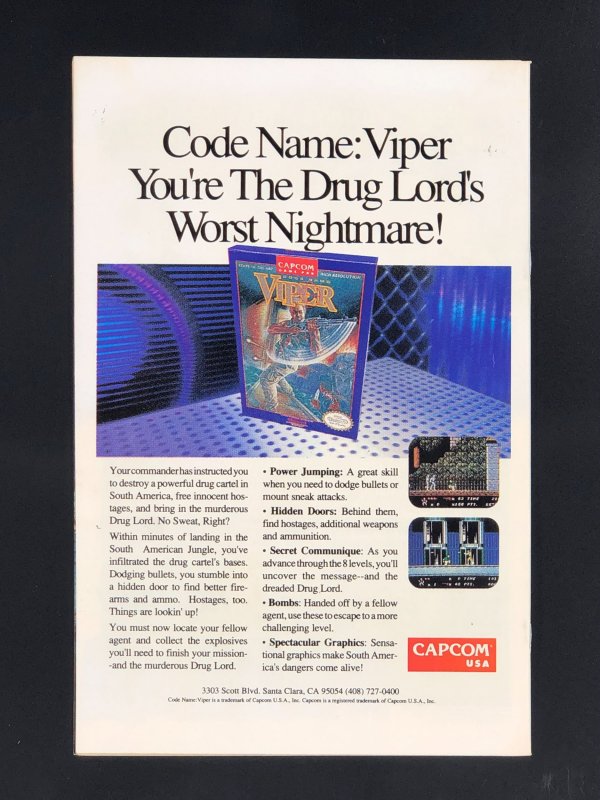 Code Name: Viper
You're The Drug Lord's
Worst Nightmare!
CAPCOM
HIGH RESOLUTION
CODE NAME
VIPER
Your commander has instructed you
to destroy a powerful drug cartel in
South America, free innocent hos-
tages, and bring in the murderous
Drug Lord. No Sweat, Right?
Within minutes of landing in the
South American Jungle, you've
infiltrated the drug cartel's bases.
Dodging bullets, you stumble into
a hidden door to find better fire-
arms and ammo. Hostages, too.
Things are lookin' up!
You must now locate your fellow
agent and collect the explosives
you'll need to finish your mission-
-and the murderous Drug Lord.
• Power Jumping: A great skill
when you need to dodge bullets or
mount sneak attacks.
• Hidden Doors: Behind them,
find hostages, additional weapons
and ammunition.
• Secret Communique: As you
advance through the 8 levels, you'll
uncover the message--and the
dreaded Drug Lord.
• Bombs: Handed off by a fellow
agent, use these to escape to a more
challenging level.
• Spectacular Graphics: Sensa-
tional graphics make South Amer-
ica's dangers come alive!
CAPCOM
USA
3303 Scott Blvd. Santa Clara, CA 95054 (408) 727-0400
Code Name: Viper is a trademark of Capcom U.S.A., Inc. Capcom is a registered trademark of Capcom U.S.A., Inc.